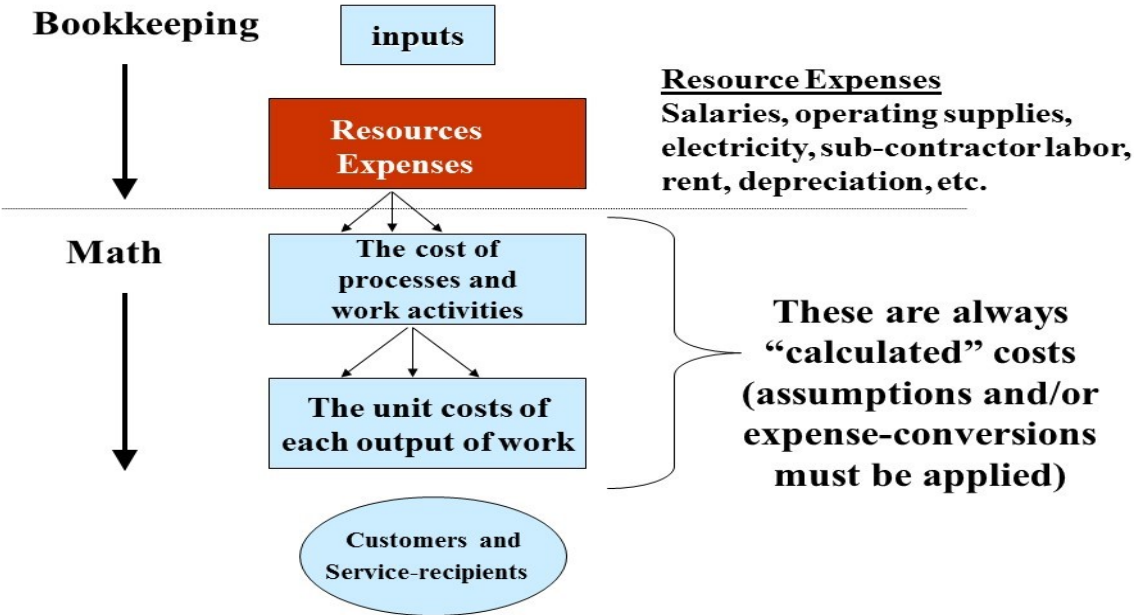 Bookkeeping
inputs
Resources
Expenses
Resource Expenses
Salaries, operating supplies,
electricity, sub-contractor labor,
rent, depreciation, etc.
Math
The cost of
processes and
work activities
The unit costs of
each output of work
These are always
“calculated” costs
(assumptions and/or
expense-conversions
must be applied)
Customers and
Service-recipients